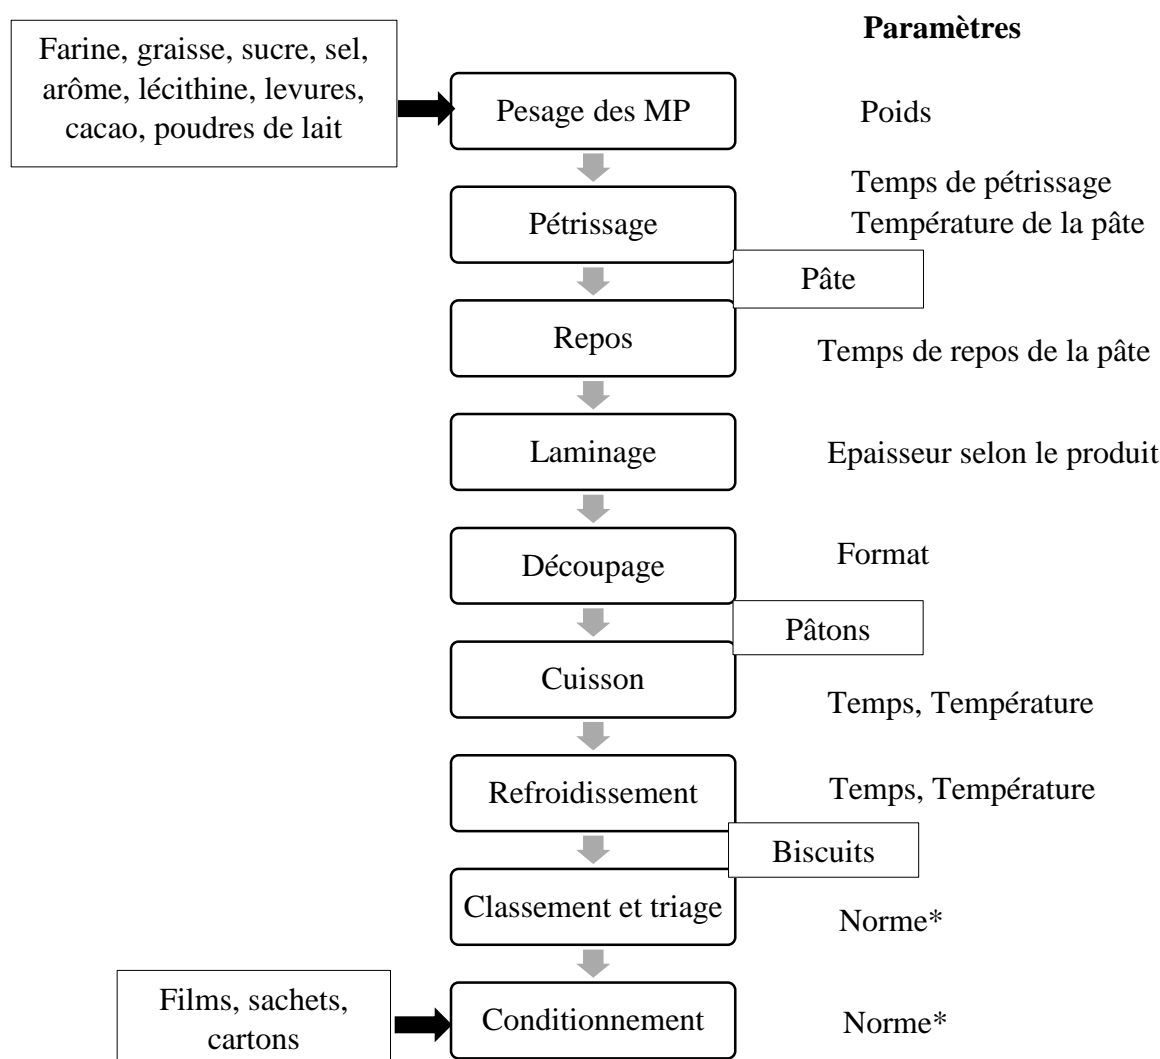 Paramètres
Farine, graisse, sucre, sel,
arôme, lécithine, levures,
cacao, poudres de lait
Pesage des MP
Poids
Temps de pétrissage
Température de la pâte
Pétrissage
Pâte
Repos
Temps de repos de la pâte
Laminage
Epaisseur selon le produit
Découpage
Format
Pâtons
Cuisson
Temps, Température
Refroidissement
Temps, Température
Biscuits
Classement et triage
Norme*
Films, sachets,
cartons
Conditionnement
Norme*